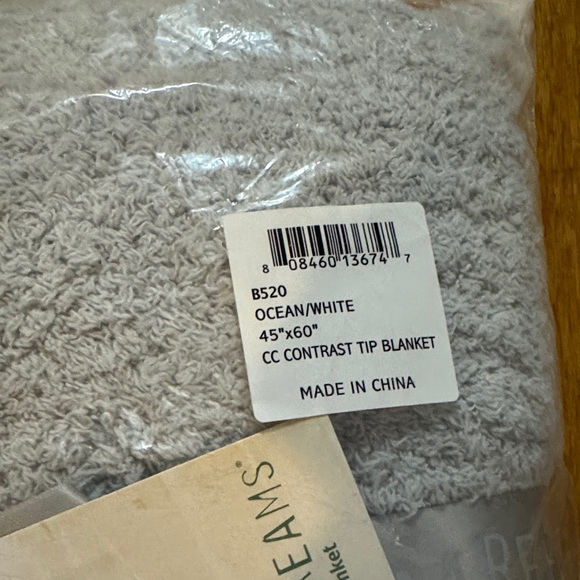 8 08460 13674 7
B520
OCEAN/WHITE
45"x60"
CC CONTRAST TIP BLANKET
MADE IN CHINA